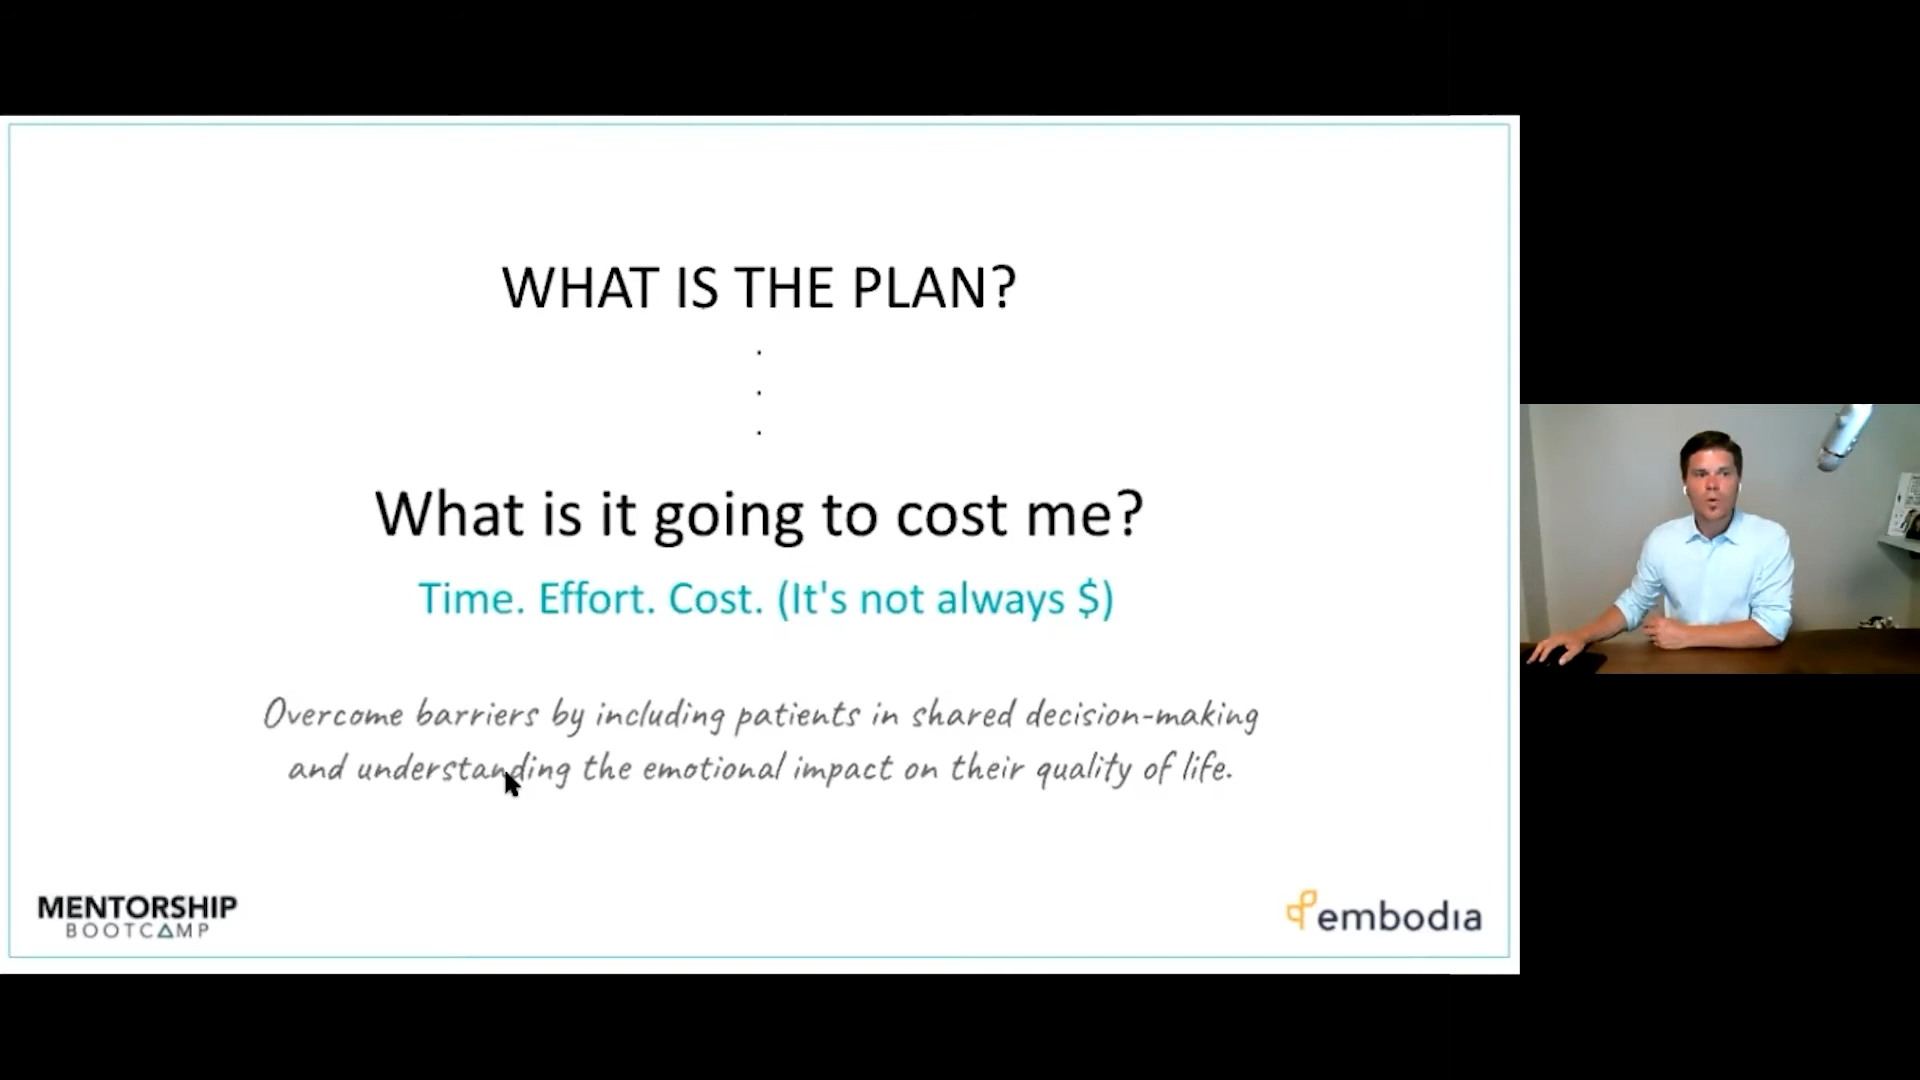 WHAT IS THE PLAN?
.
.
.
What is it going to cost me?
Time. Effort. Cost. (It's not always $)
Overcome barriers by including patients in shared decision-making
and understanding the emotional impact on their quality of life.
MENTORSHIP
BOOTCAMP
embodia